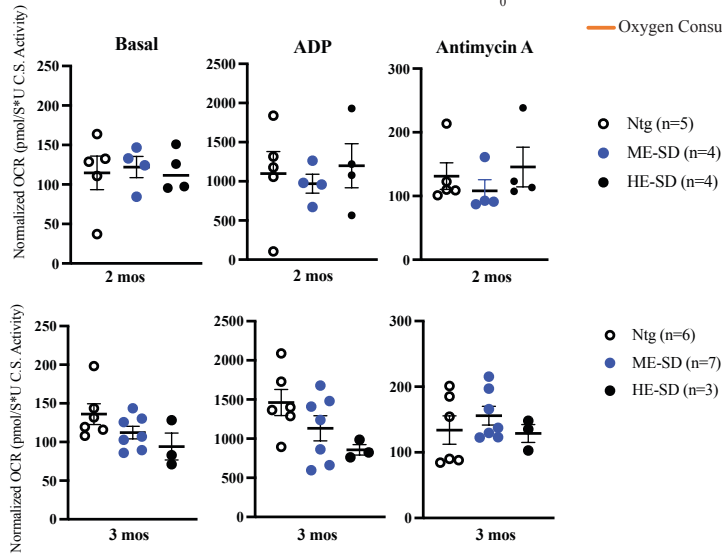 0
Oxygen Consu
Basal
ADP
Antimycin A
Normalized OCR (pmol/S*U C.S. Activity)
250
200
150
100
50
0
2 mos
2500
2000
1500
1000
1000
500
0
2 mos
300
200
100
0
2 mos
Ntg (n=5)
ME-SD (n=4)
HE-SD (n=4)
Normalized OCR (pmol/S*U C.S. Activity)
250
200
150
100
50
0
3 mos
2500
2000
1500
1000
500
0
3 mos
300
200
100
0
3 mos
Ntg (n=6)
ME-SD (n=7)
HE-SD (n=3)